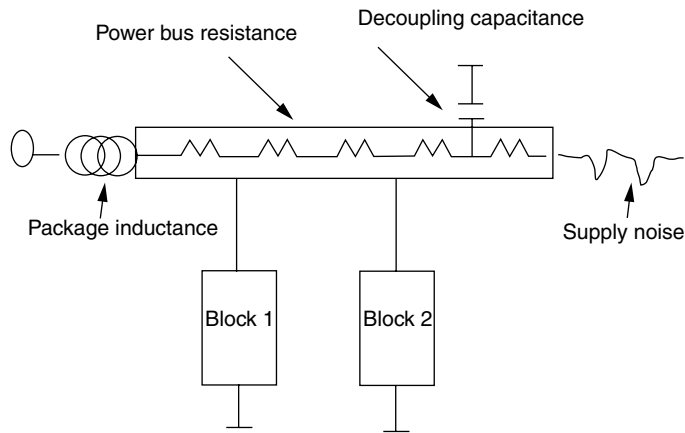 Decoupling capacitance
Power bus resistance
Package inductance
Supply noise
Block 1
Block 2